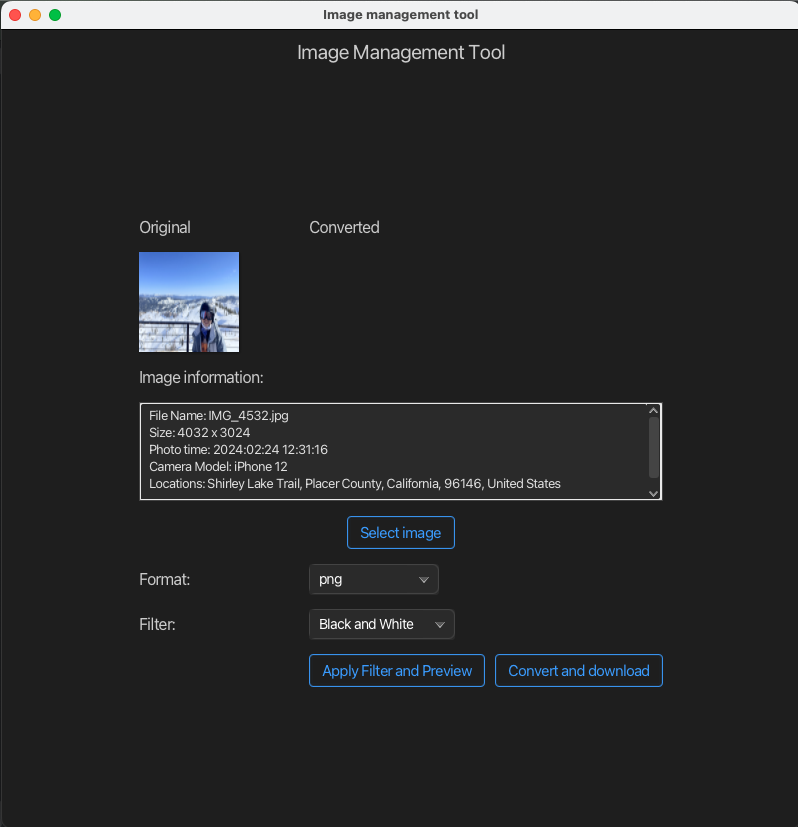 Image management tool
Image Management Tool
Original Converted
Image information:
File Name: IMG_4532.jpg
Size: 4032 x 3024
Photo time: 2024:02:24 12:31:16
Camera Model: iPhone 12
Locations: Shirley Lake Trail, Placer County, California, 96146, United States
Select image
Format: png
Filter: Black and White
Apply Filter and Preview Convert and download